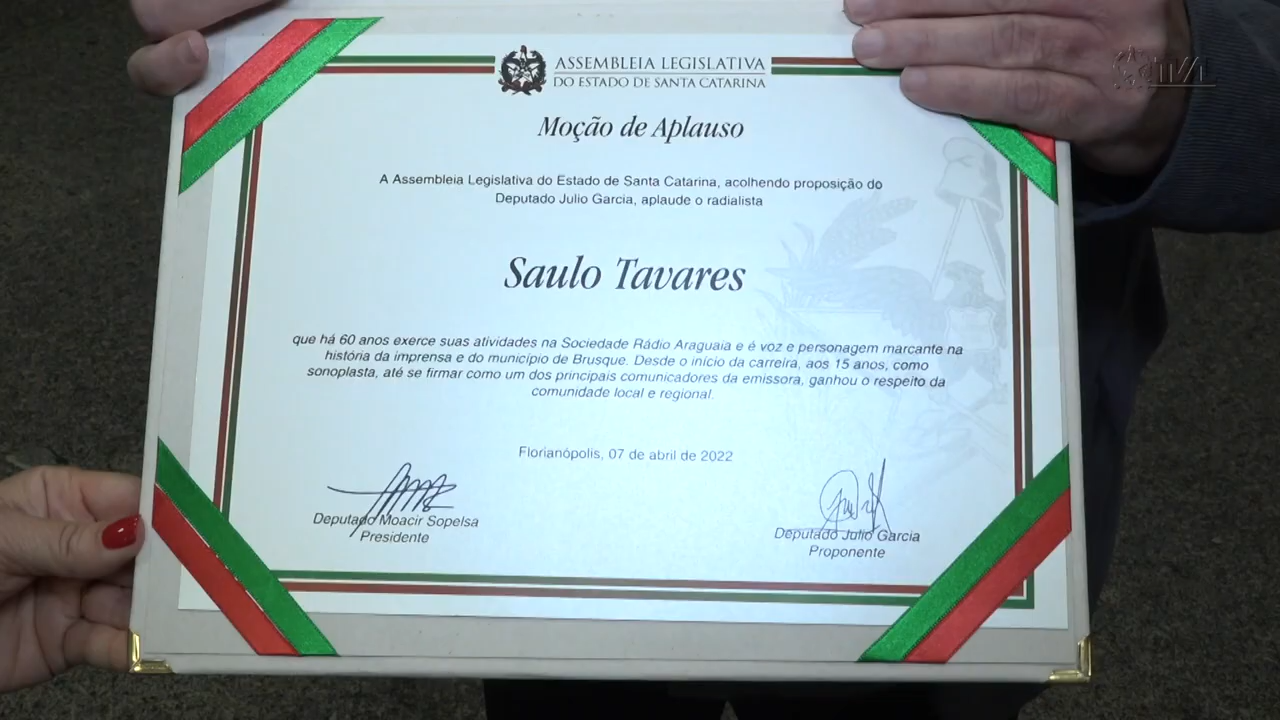 ASSEMBLEIA LEGISLATIVA
DO ESTADO DE SANTA CATARINA
Moção de Aplauso
A Assembleia Legislativa do Estado de Santa Catarina, acolhendo proposição do
Deputado Julio Garcia, aplaude o radialista
Saulo Tavares
que há 60 anos exerce suas atividades na Sociedade Rádio Araguaia e é voz e personagem marcante na
história da imprensa e do município de Brusque. Desde o início da carreira, aos 15 anos, como
sonoplasta, até se firmar como um dos principais comunicadores da emissora, ganhou o respeito da
comunidade local e regional.
Florianópolis, 07 de abril de 2022
Deputado Moacir Sopelsa
Presidente
Deputado Julio Garcia
Proponente